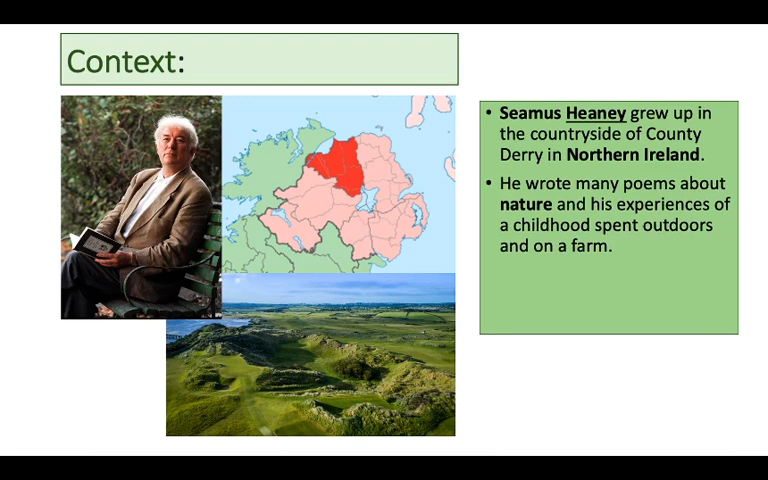 Context:
• Seamus Heaney grew up in
the countryside of County
Derry in Northern Ireland.
• He wrote many poems about
nature and his experiences of
a childhood spent outdoors
and on a farm.